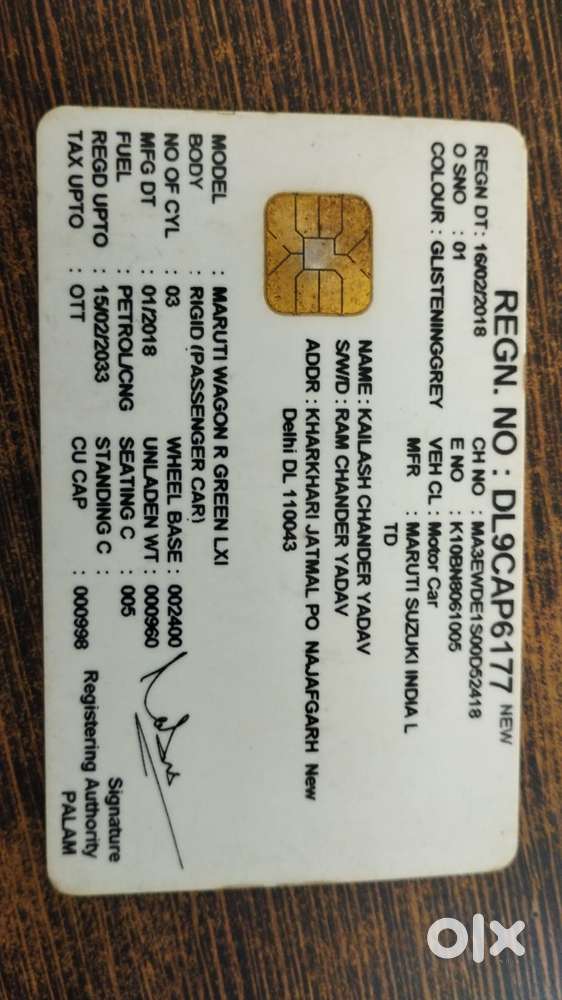 REGN. NO : DL9CAP6177 NEW
REGN DT : 16/02/2018 CH NO : MA3EWDE1S00D52418
O SNO : 01 E NO : K10BN8061005
COLOUR : GLISTENINGGREY VEH CL : Motor Car
MFR : MARUTI SUZUKI INDIA L
TD
NAME : KAILASH CHANDER YADAV
S/W/D : RAM CHANDER YADAV
ADDR : KHARKHARI JATMAL PO NAJAFGARH New
Delhi DL 110043
MODEL : MARUTI WAGON R GREEN LXI
BODY : RIGID (PASSENGER CAR)
NO OF CYL : 03 WHEEL BASE : 002400
MFG DT : 01/2018 UNLADEN WT : 000960
FUEL : PETROL/CNG SEATING C : 005
REGD UPTO : 15/02/2033 STANDING C :
TAX UPTO : OTT CU CAP : 000998
Signature
Registering Authority
PALAM
olx